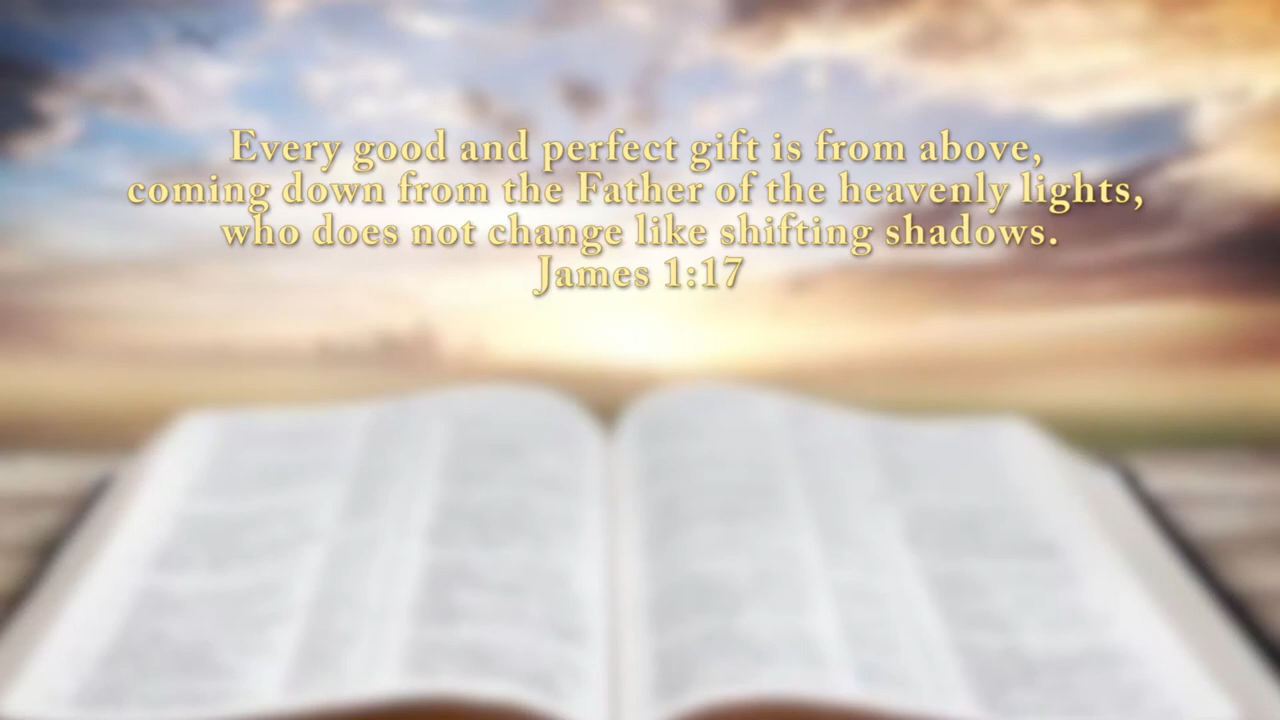 Every good and perfect gift is from above,
coming down from the Father of the heavenly lights,
who does not change like shifting shadows.
James 1:17